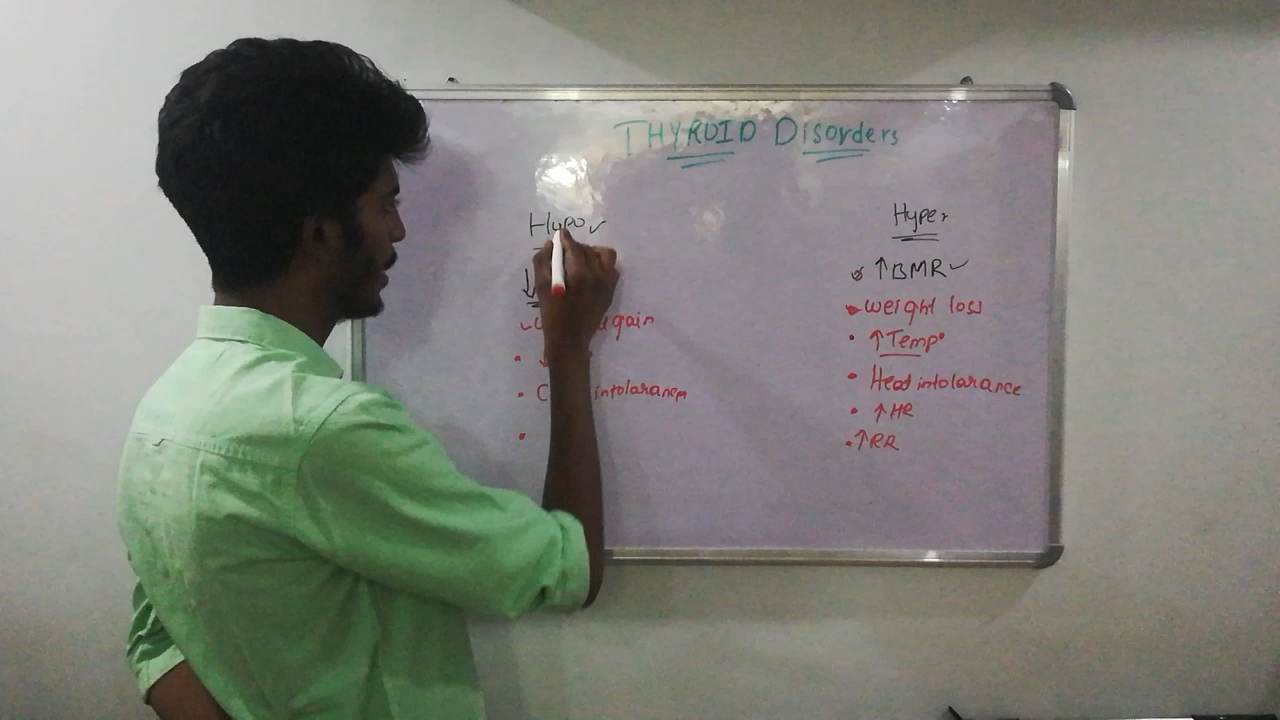 THYROID Disorders
Hypo ✓
↓
gain
intolarance
Hyper
↑ BMR ✓
weight loss
• ↑ Temp°
• Heat intolarance
• ↑ HR
• ↑ RR